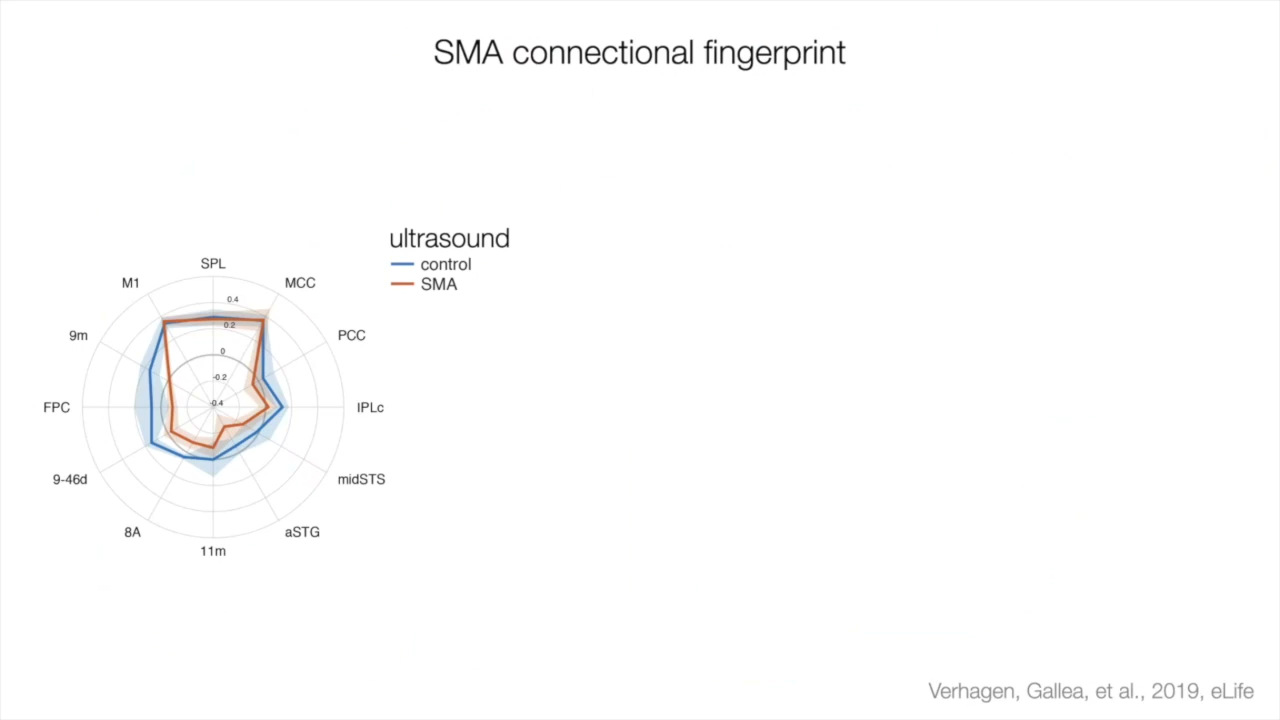 SMA connectional fingerprint
ultrasound
control
SMA
SPL
M1
MCC
0.4
0.2
9m
PCC
0
-0.2
FPC
-0.4
IPLc
9-46d
midSTS
8A
aSTG
11m
Verhagen, Gallea, et al., 2019, eLife